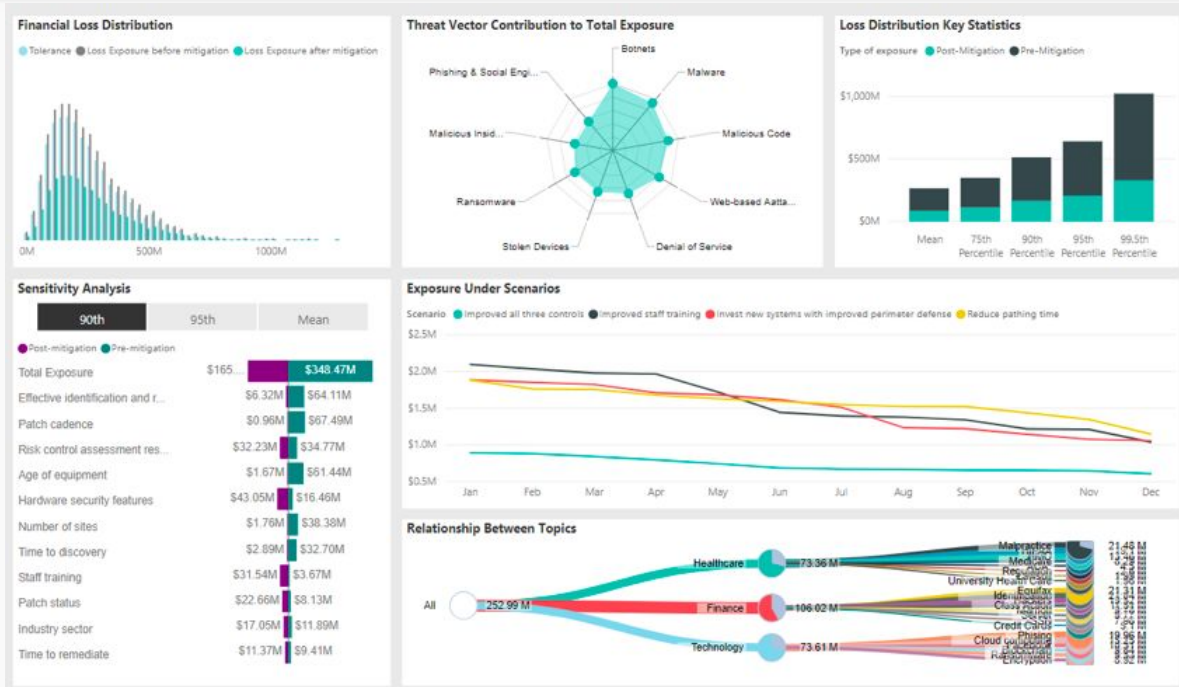 Financial Loss Distribution
Tolerance Loss Exposure before mitigation Loss Exposure after mitigation
0M 500M 1000M
Threat Vector Contribution to Total Exposure
Botnets
Phishing & Social Engi... Malware
Malicious Insid... Malicious Code
Ransomware Web-based Aatta...
Stolen Devices Denial of Service
Loss Distribution Key Statistics
Type of exposure Post-Mitigation Pre-Mitigation
$1,000M
$500M
$0M
Mean 75th Percentile 90th Percentile 95th Percentile 99.5th Percentile
Sensitivity Analysis
90th 95th Mean
Post-mitigation Pre-mitigation
Total Exposure $165... $348.47M
Effective identification and r... $6.32M $64.11M
Patch cadence $0.96M $67.49M
Risk control assessment res... $32.23M $34.77M
Age of equipment $1.67M $61.44M
Hardware security features $43.05M $16.46M
Number of sites $1.76M $38.38M
Time to discovery $2.89M $32.70M
Staff training $31.54M $3.67M
Patch status $22.66M $8.13M
Industry sector $17.05M $11.89M
Time to remediate $11.37M $9.41M
Exposure Under Scenarios
Scenario Improved all three controls Improved staff training Invest new systems with improved perimeter defense Reduce pathing time
$2.5M
$2.0M
$1.5M
$1.0M
$0.5M
Jan Feb Mar Apr May Jun Jul Aug Sep Oct Nov Dec
Relationship Between Topics
All 252.99 M
Healthcare 73.36 M
Finance 106.02 M
Technology 73.61 M
Malpractice 21.48 M
Medicare
University Health Care
Equifax 21.31 M
Identification
Class Action
Credit Cards
Phising 19.96 M
Cloud computing
Encryption